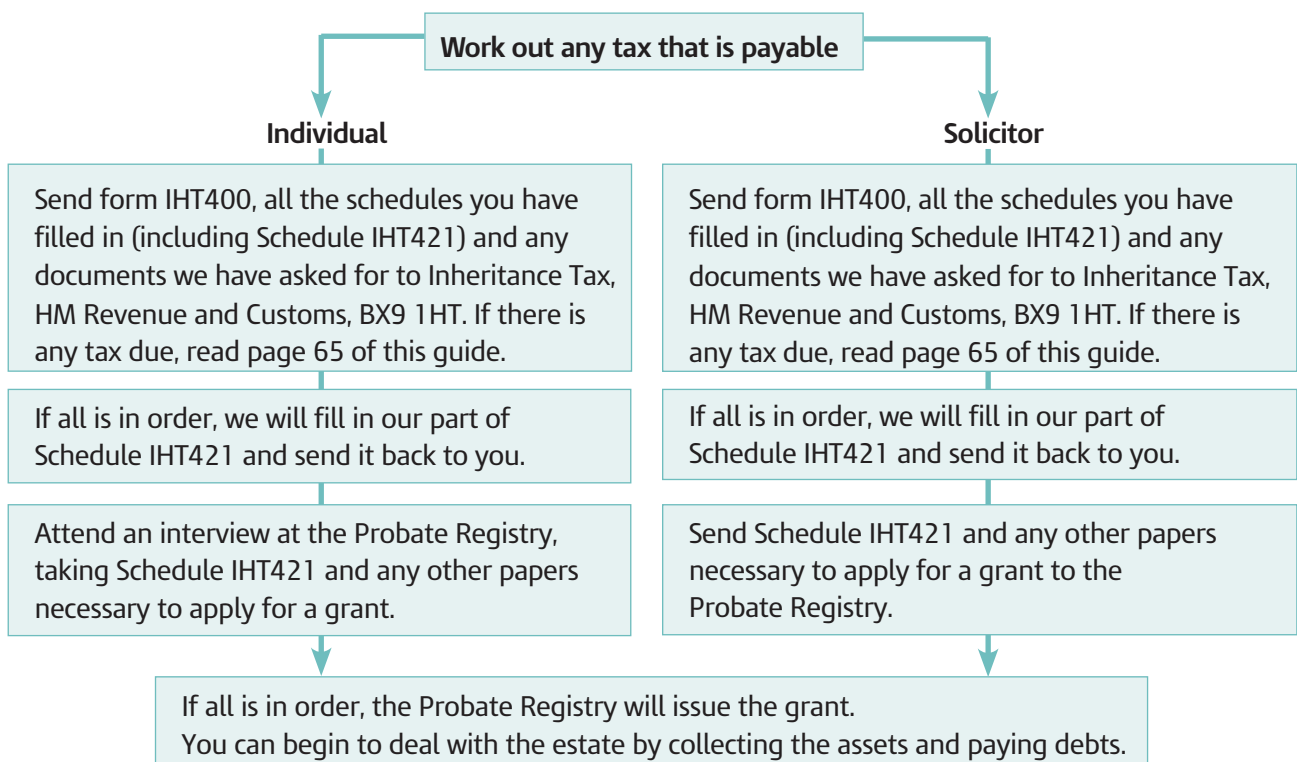 Work out any tax that is payable
Individual
Send form IHT400, all the schedules you have
filled in (including Schedule IHT421) and any
documents we have asked for to Inheritance Tax,
HM Revenue and Customs, BX9 1HT. If there is
any tax due, read page 65 of this guide.
If all is in order, we will fill in our part of
Schedule IHT421 and send it back to you.
Attend an interview at the Probate Registry,
taking Schedule IHT421 and any other papers
necessary to apply for a grant.
Solicitor
Send form IHT400, all the schedules you have
filled in (including Schedule IHT421) and any
documents we have asked for to Inheritance Tax,
HM Revenue and Customs, BX9 1HT. If there is
any tax due, read page 65 of this guide.
If all is in order, we will fill in our part of
Schedule IHT421 and send it back to you.
Send Schedule IHT421 and any other papers
necessary to apply for a grant to the
Probate Registry.
If all is in order, the Probate Registry will issue the grant.
You can begin to deal with the estate by collecting the assets and paying debts.